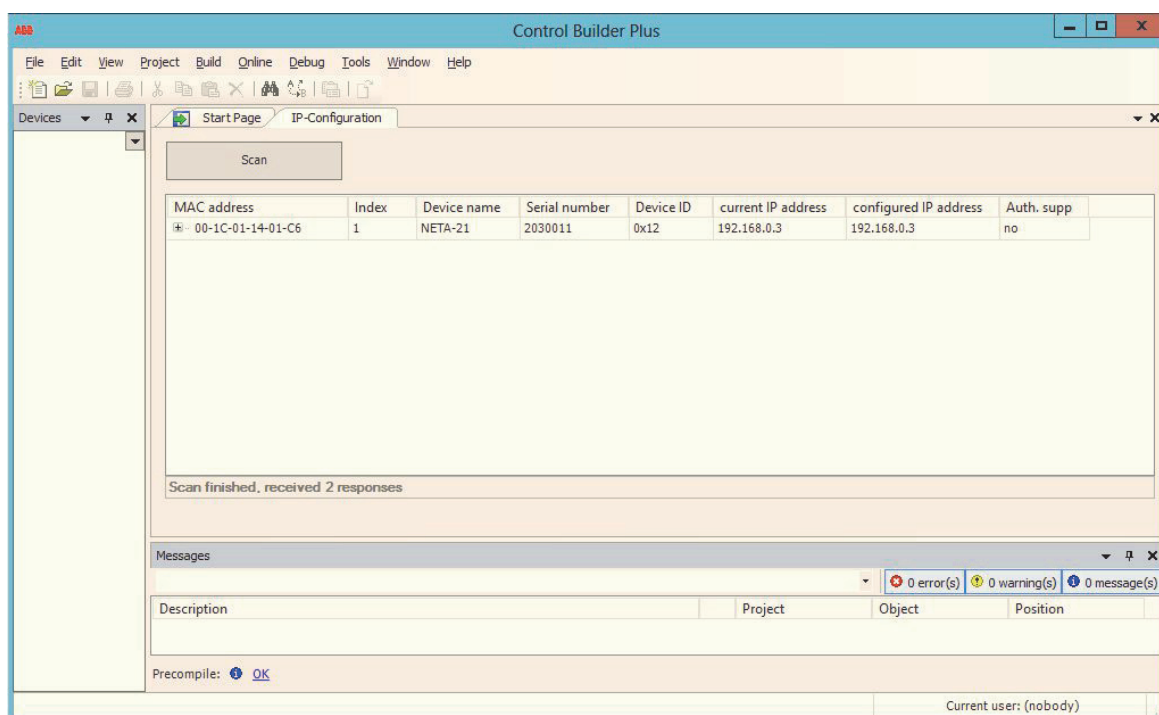 ABB Control Builder Plus
File Edit View Project Build Online Debug Tools Window Help
Devices
Start Page IP-Configuration
Scan
MAC address Index Device name Serial number Device ID current IP address configured IP address Auth. supp
00-1C-01-14-01-C6 1 NETA-21 2030011 0x12 192.168.0.3 192.168.0.3 no
Scan finished, received 2 responses
Messages
0 error(s) 0 warning(s) 0 message(s)
Description Project Object Position
Precompile: OK
Current user: (nobody)